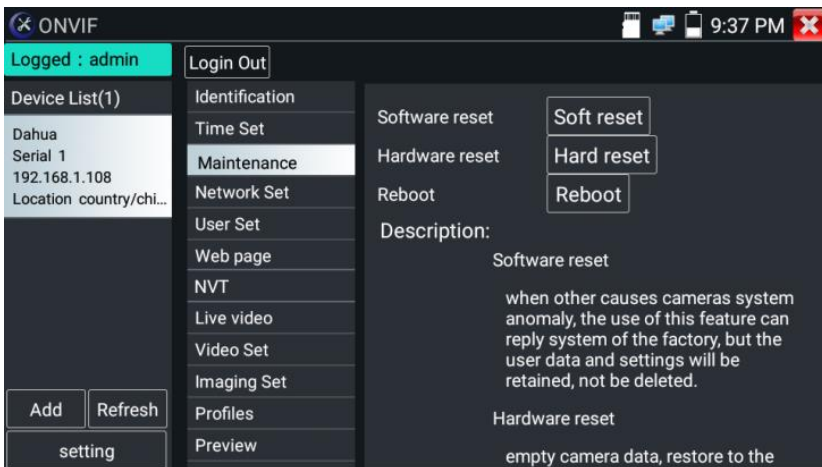 ONVIF
9:37 PM
Logged : admin
Login Out
Device List(1)
Dahua
Serial 1
192.168.1.108
Location country/chi...
Add
Refresh
setting
Identification
Time Set
Maintenance
Network Set
User Set
Web page
NVT
Live video
Video Set
Imaging Set
Profiles
Preview
Software reset
Soft reset
Hardware reset
Hard reset
Reboot
Reboot
Description:
Software reset
when other causes cameras system
anomaly, the use of this feature can
reply system of the factory, but the
user data and settings will be
retained, not be deleted.
Hardware reset
empty camera data, restore to the